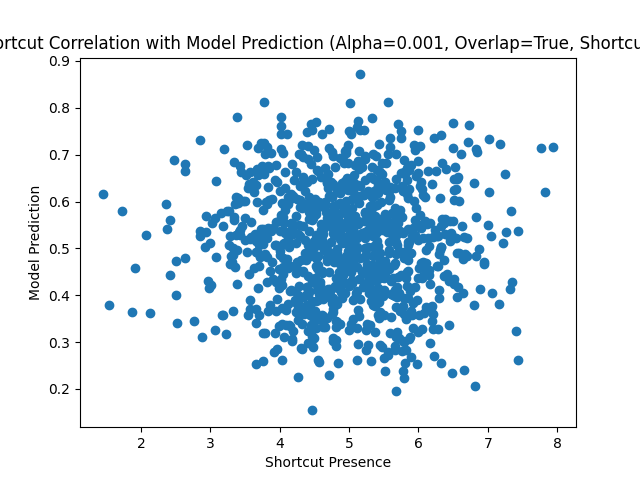 ortcut Correlation with Model Prediction (Alpha=0.001, Overlap=True, Shortcu
0.9
0.8
0.7
0.6
0.5
0.4
0.3
0.2
Model Prediction
2 3 4 5 6 7 8
Shortcut Presence